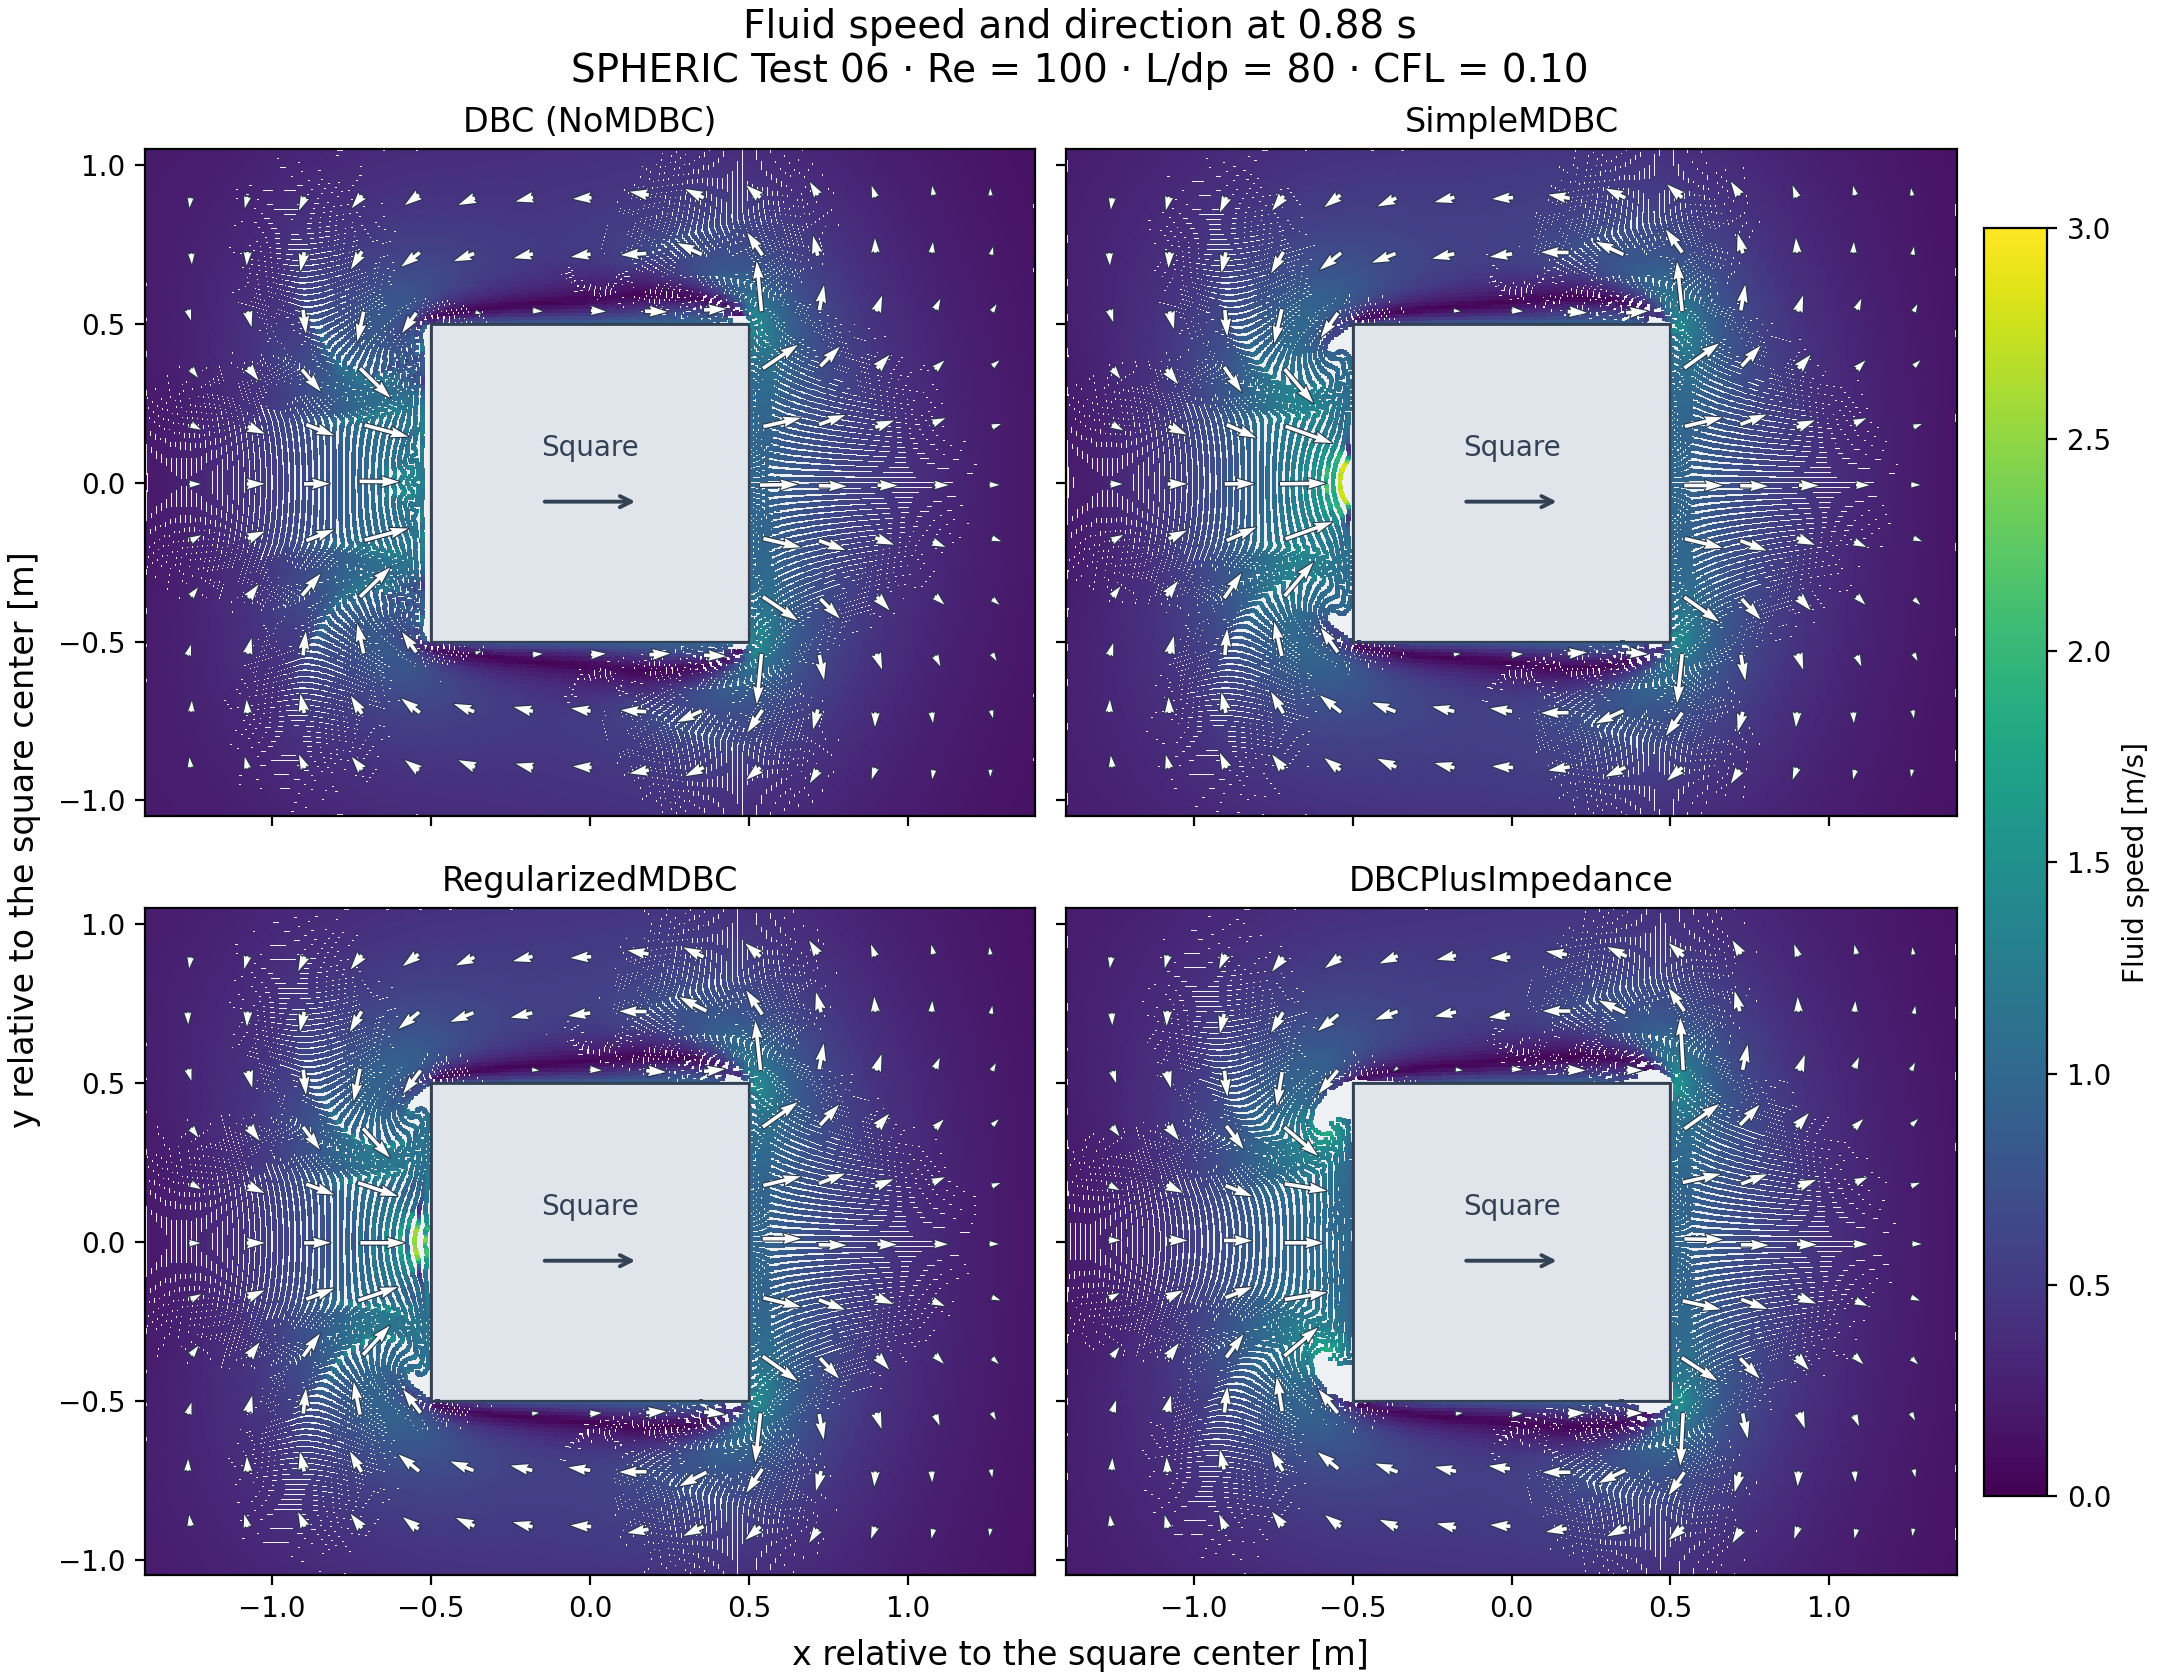 Fluid speed and direction at 0.88 s
SPHERIC Test 06 · Re = 100 · L/dp = 80 · CFL = 0.10
DBC (NoMDBC)
SimpleMDBC
1.0
0.5
0.0
−0.5
−1.0
Square
Square
RegularizedMDBC
DBCPlusImpedance
1.0
0.5
0.0
−0.5
−1.0
Square
Square
−1.0
−0.5
0.0
0.5
1.0
−1.0
−0.5
0.0
0.5
1.0
x relative to the square center [m]
y relative to the square center [m]
3.0
2.5
2.0
1.5
1.0
0.5
0.0
Fluid speed [m/s]